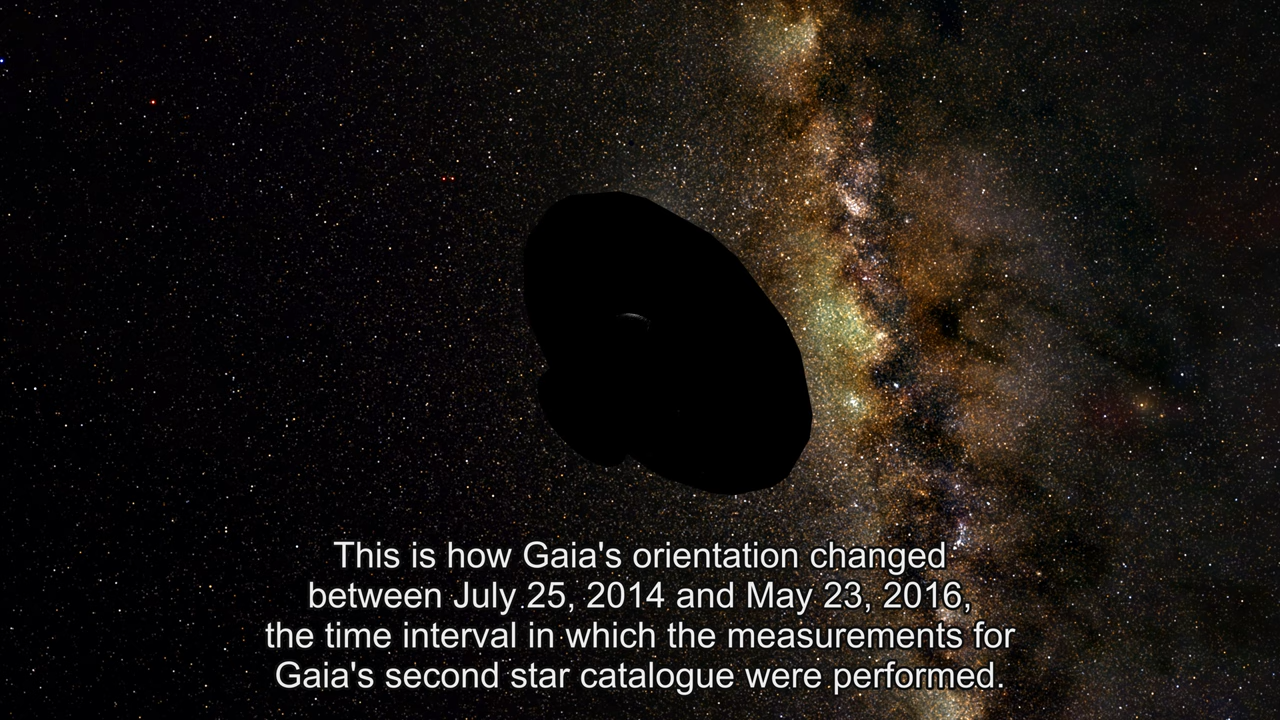 This is how Gaia's orientation changed
between July 25, 2014 and May 23, 2016,
the time interval in which the measurements for
Gaia's second star catalogue were performed.